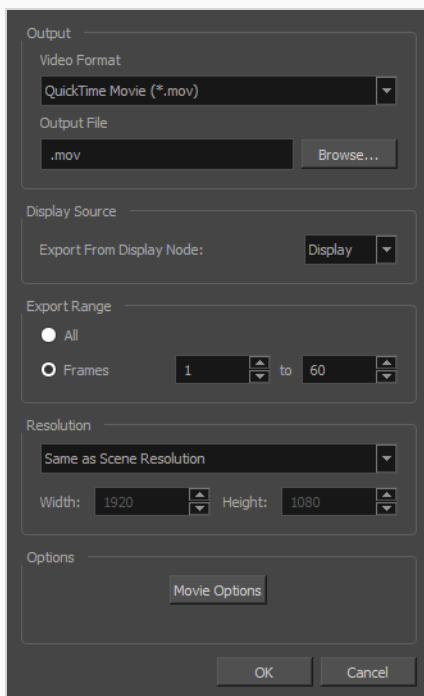 Output
Video Format
QuickTime Movie (*.mov)
Output File
.mov Browse...
Display Source
Export From Display Node: Display
Export Range
All
Frames 1 to 60
Resolution
Same as Scene Resolution
Width: 1920 Height: 1080
Options
Movie Options
OK Cancel